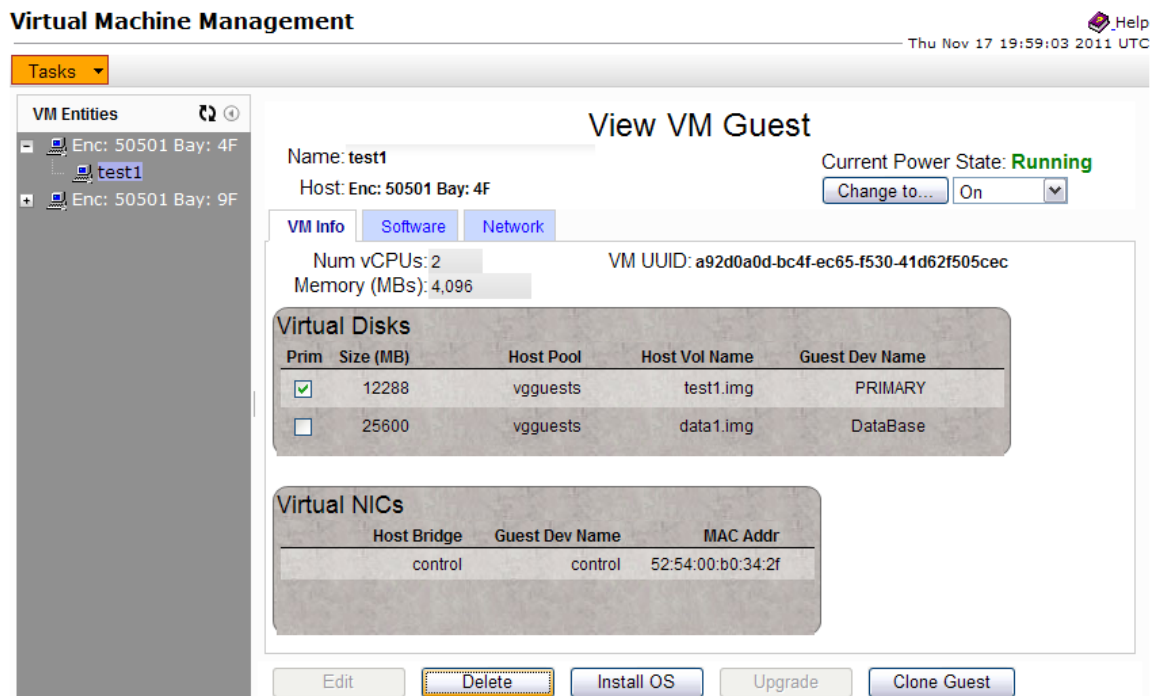 Virtual Machine Management
Help
Thu Nov 17 19:59:03 2011 UTC
Tasks
VM Entities
Enc: 50501 Bay: 4F
test1
Enc: 50501 Bay: 9F
View VM Guest
Name: test1
Host: Enc: 50501 Bay: 4F
Current Power State: Running
Change to... On
VM Info Software Network
Num vCPUs: 2
VM UUID: a92d0a0d-bc4f-ec65-f530-41d62f505cec
Memory (MBs): 4,096
Virtual Disks
Prim Size (MB) Host Pool Host Vol Name Guest Dev Name
12288 vgguests test1.img PRIMARY
25600 vgguests data1.img DataBase
Virtual NICs
Host Bridge Guest Dev Name MAC Addr
control control 52:54:00:b0:34:2f
Edit Delete Install OS Upgrade Clone Guest